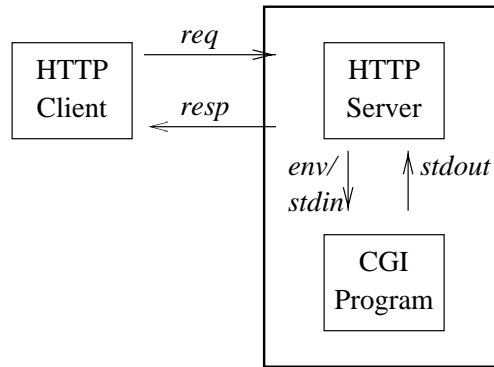 req
HTTP
Client
resp
HTTP
Server
env/
stdin
stdout
CGI
Program